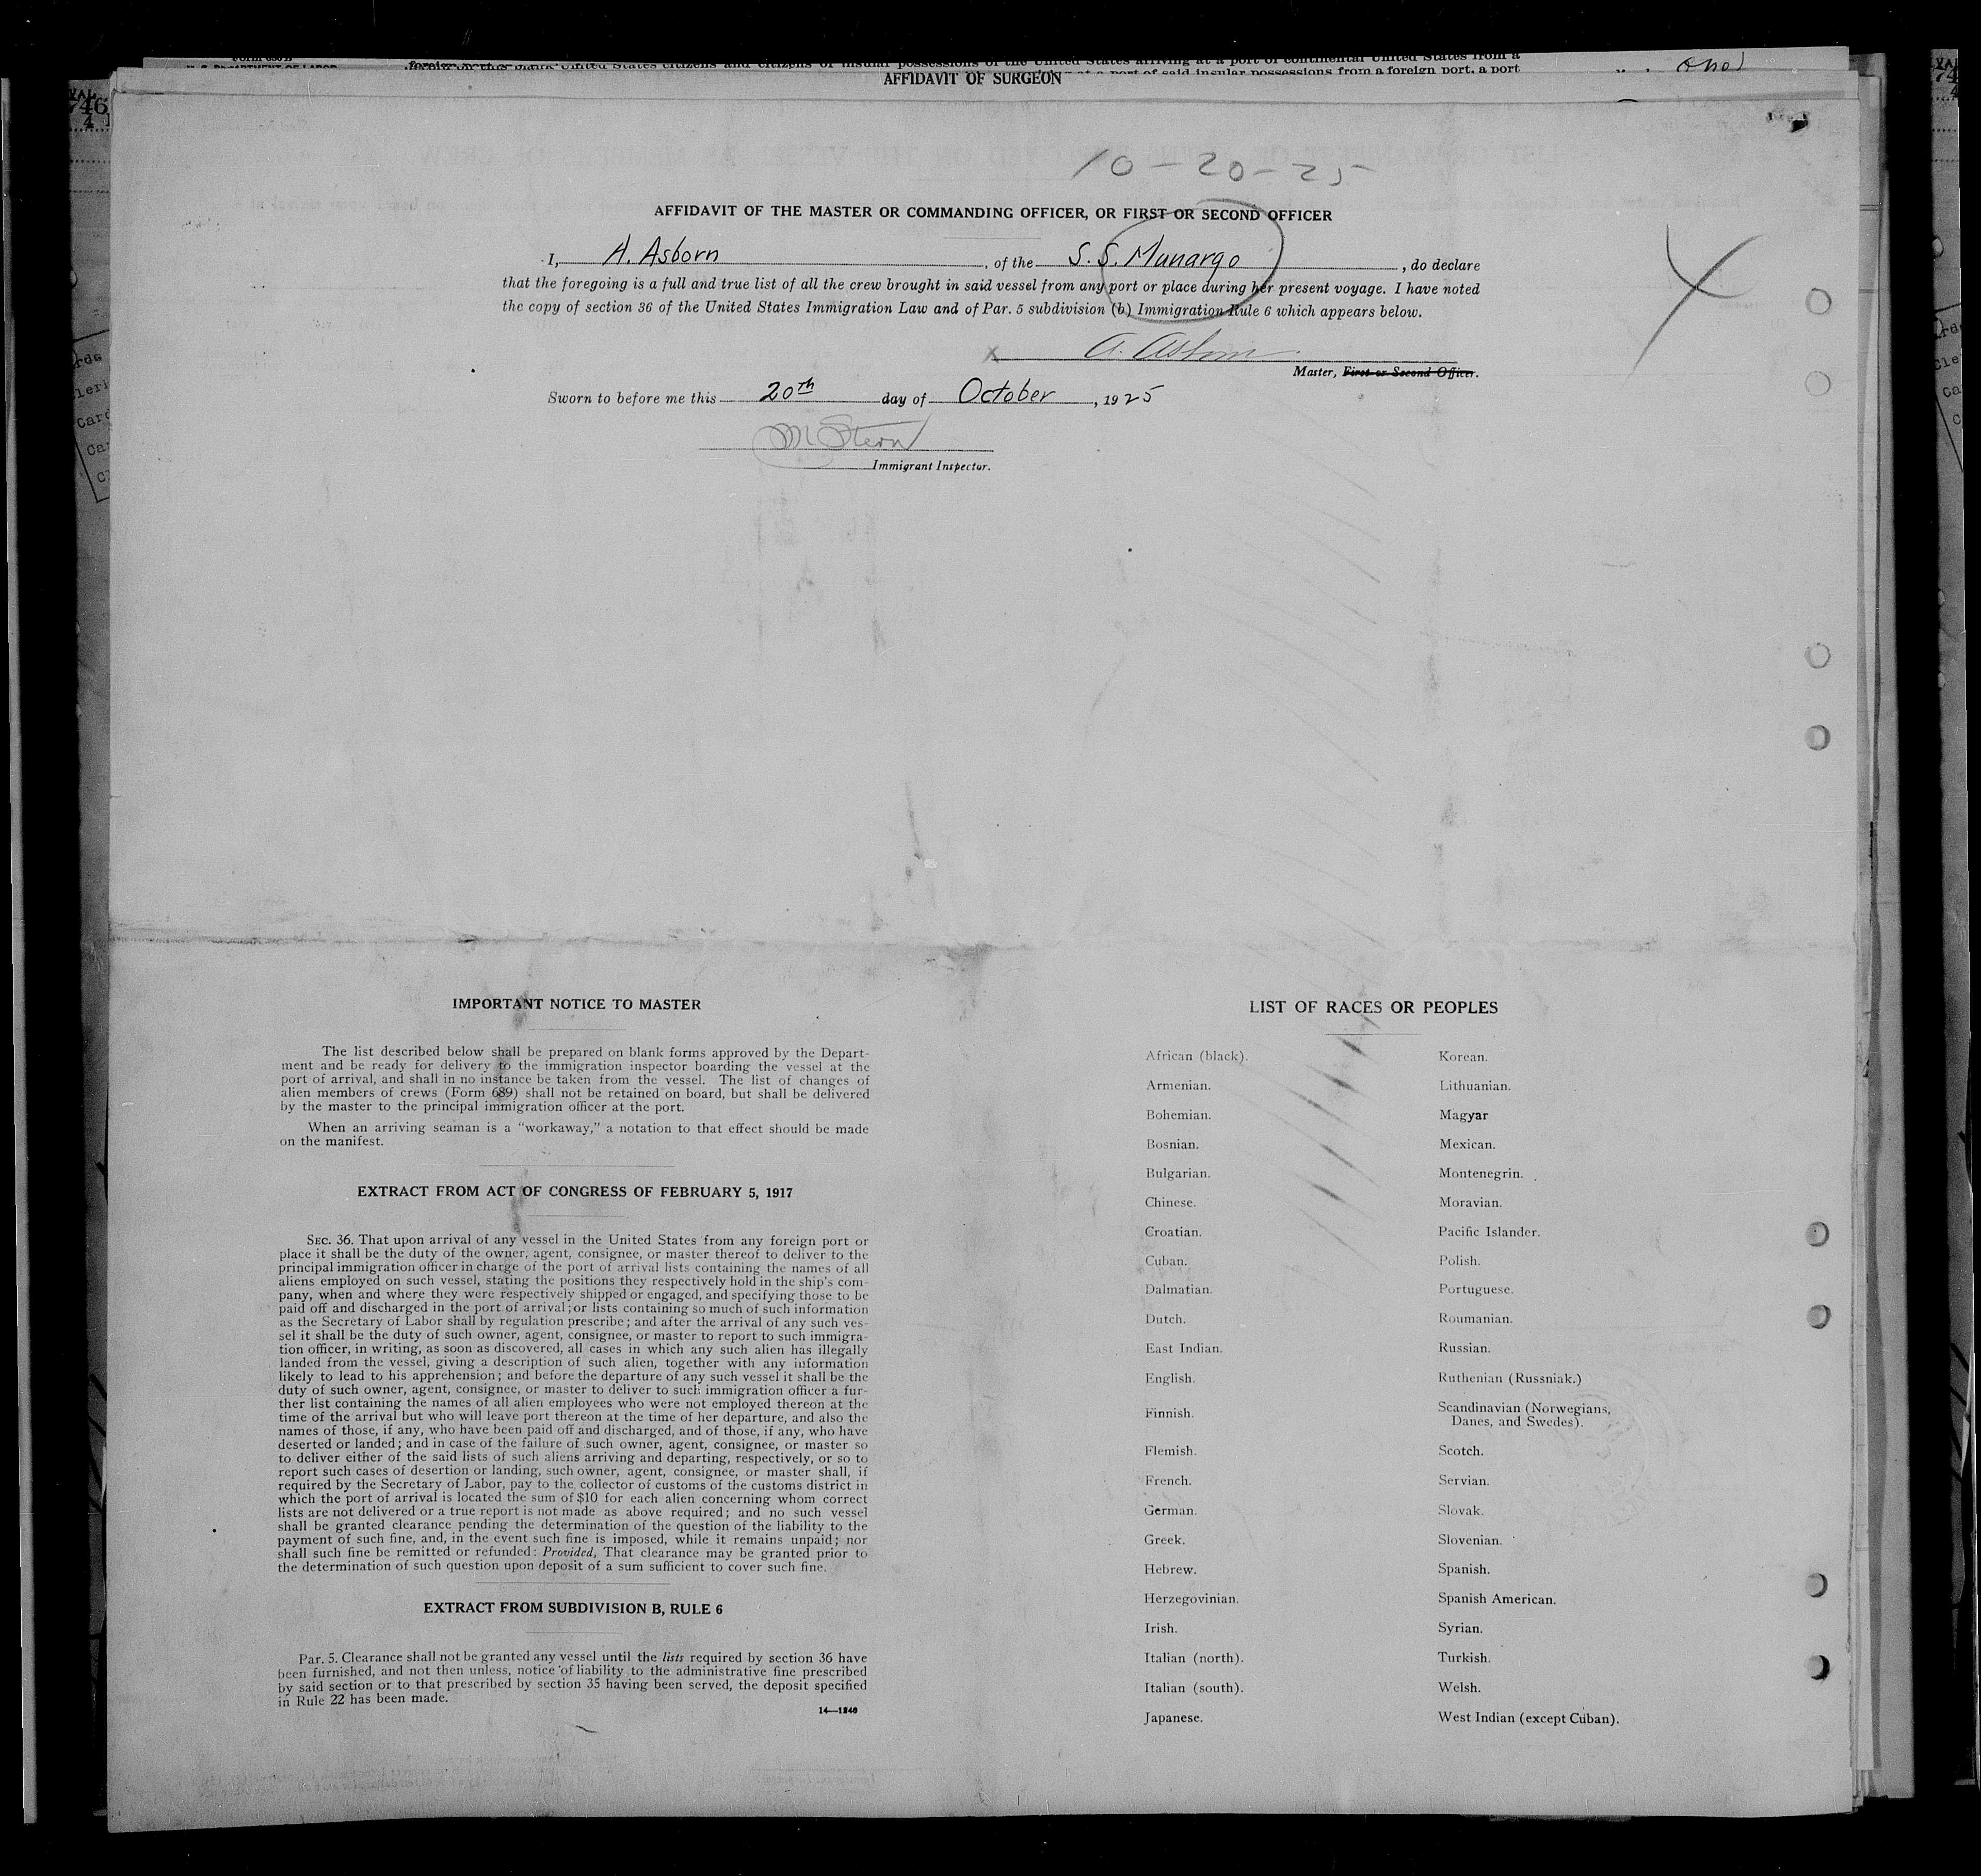 AFFIDAVIT OF SURGEON
10-20-25
AFFIDAVIT OF THE MASTER OR COMMANDING OFFICER, OR FIRST OR SECOND OFFICER
I, A. Asborn, of the S. S. Munargo, do declare
that the foregoing is a full and true list of all the crew brought in said vessel from any port or place during her present voyage. I have noted
the copy of section 36 of the United States Immigration Law and of Par. 5 subdivision (b) Immigration Rule 6 which appears below.
X A. Asborn
Master, First or Second Officer.
Sworn to before me this 20th day of October, 1925
M Stern
Immigrant Inspector.
IMPORTANT NOTICE TO MASTER
The list described below shall be prepared on blank forms approved by the Depart-
ment and be ready for delivery to the immigration inspector boarding the vessel at the
port of arrival, and shall in no instance be taken from the vessel. The list of changes of
alien members of crews (Form 689) shall not be retained on board, but shall be delivered
by the master to the principal immigration officer at the port.
When an arriving seaman is a "workaway," a notation to that effect should be made
on the manifest.
EXTRACT FROM ACT OF CONGRESS OF FEBRUARY 5, 1917
SEC. 36. That upon arrival of any vessel in the United States from any foreign port or
place it shall be the duty of the owner, agent, consignee, or master thereof to deliver to the
principal immigration officer in charge of the port of arrival lists containing the names of all
aliens employed on such vessel, stating the positions they respectively hold in the ship's com-
pany, when and where they were respectively shipped or engaged, and specifying those to be
paid off and discharged in the port of arrival; or lists containing so much of such information
as the Secretary of Labor shall by regulation prescribe; and after the arrival of any such ves-
sel it shall be the duty of such owner, agent, consignee, or master to report to such immigra-
tion officer, in writing, as soon as discovered, all cases in which any such alien has illegally
landed from the vessel, giving a description of such alien, together with any information
likely to lead to his apprehension; and before the departure of any such vessel it shall be the
duty of such owner, agent, consignee, or master to deliver to such immigration officer a fur-
ther list containing the names of all alien employees who were not employed thereon at the
time of the arrival but who will leave port thereon at the time of her departure, and also the
names of those, if any, who have been paid off and discharged, and of those, if any, who have
deserted or landed; and in case of the failure of such owner, agent, consignee, or master so
to deliver either of the said lists of such aliens arriving and departing, respectively, or so to
report such cases of desertion or landing, such owner, agent, consignee, or master shall, if
required by the Secretary of Labor, pay to the collector of customs of the customs district in
which the port of arrival is located the sum of $10 for each alien concerning whom correct
lists are not delivered or a true report is not made as above required; and no such vessel
shall be granted clearance pending the determination of the question of the liability to the
payment of such fine, and, in the event such fine is imposed, while it remains unpaid; nor
shall such fine be remitted or refunded: Provided, That clearance may be granted prior to
the determination of such question upon deposit of a sum sufficient to cover such fine.
EXTRACT FROM SUBDIVISION B, RULE 6
Par. 5. Clearance shall not be granted any vessel until the lists required by section 36 have
been furnished, and not then unless, notice of liability to the administrative fine prescribed
by said section or to that prescribed by section 35 having been served, the deposit specified
in Rule 22 has been made.
14—1240
LIST OF RACES OR PEOPLES
African (black).
Armenian.
Bohemian.
Bosnian.
Bulgarian.
Chinese.
Croatian.
Cuban.
Dalmatian.
Dutch.
East Indian.
English.
Finnish.
Flemish.
French.
German.
Greek.
Hebrew.
Herzegovinian.
Irish.
Italian (north).
Italian (south).
Japanese.
Korean.
Lithuanian.
Magyar
Mexican.
Montenegrin.
Moravian.
Pacific Islander.
Polish.
Portuguese.
Roumanian.
Russian.
Ruthenian (Russniak.)
Scandinavian (Norwegians,
Danes, and Swedes).
Scotch.
Servian.
Slovak.
Slovenian.
Spanish.
Spanish American.
Syrian.
Turkish.
Welsh.
West Indian (except Cuban).